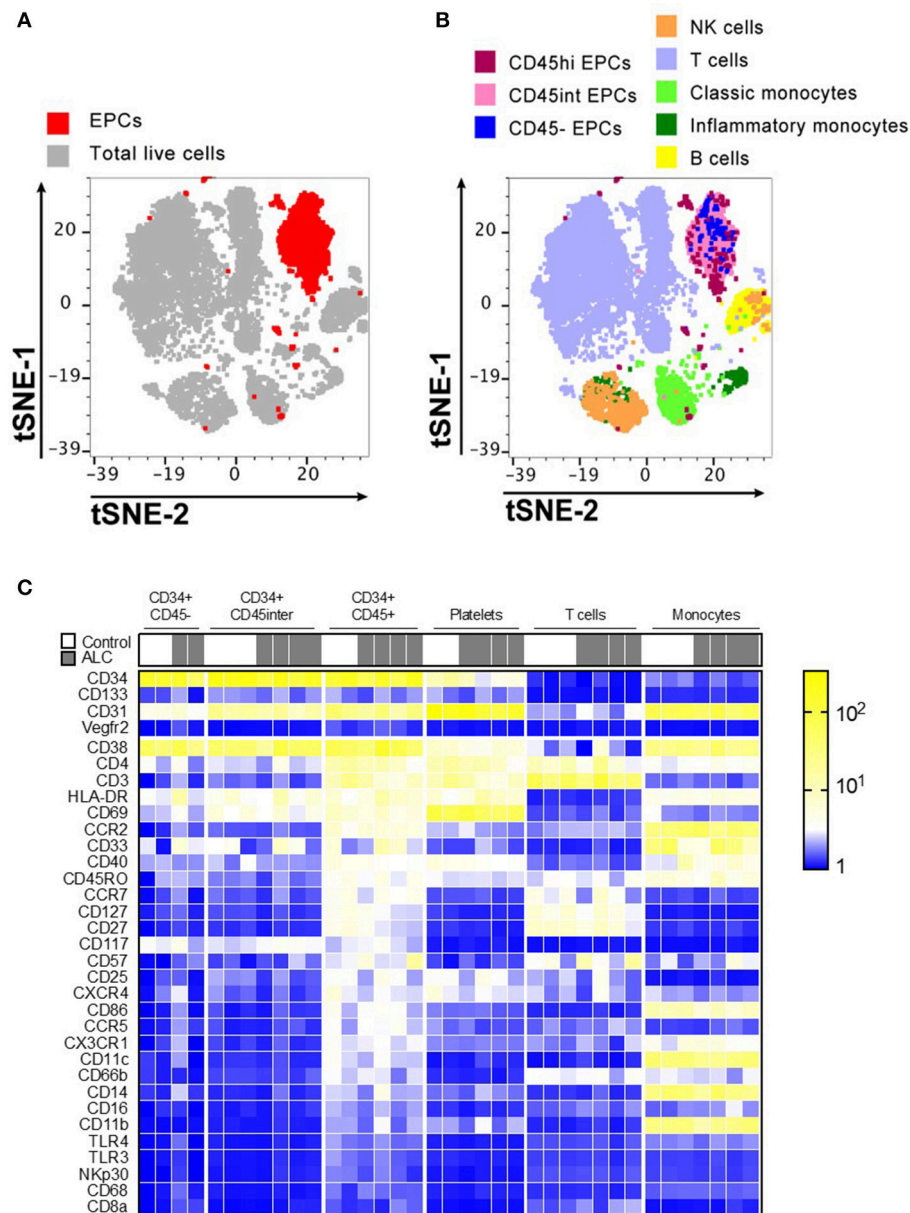 A
EPCs
Total live cells
tSNE-1
20
0
−19
−39
−39
−20
0
20
tSNE-2
B
CD45hi EPCs
CD45int EPCs
CD45- EPCs
NK cells
T cells
Classic monocytes
Inflammatory monocytes
B cells
tSNE-1
20
0
−19
−39
−39
−20
0
20
tSNE-2
C
CD34+
CD45-
CD34+
CD45inter
CD34+
CD45+
Platelets
T cells
Monocytes
Control
ALC
CD34
CD133
CD31
Vegfr2
CD38
CD4
CD3
HLA-DR
CD69
CCR2
CD33
CD40
CD45RO
CCR7
CD127
CD27
CD117
CD57
CD25
CXCR4
CD86
CCR5
CX3CR1
CD11c
CD66b
CD14
CD16
CD11b
TLR4
TLR3
NKp30
CD68
CD8a
10²
10¹
1